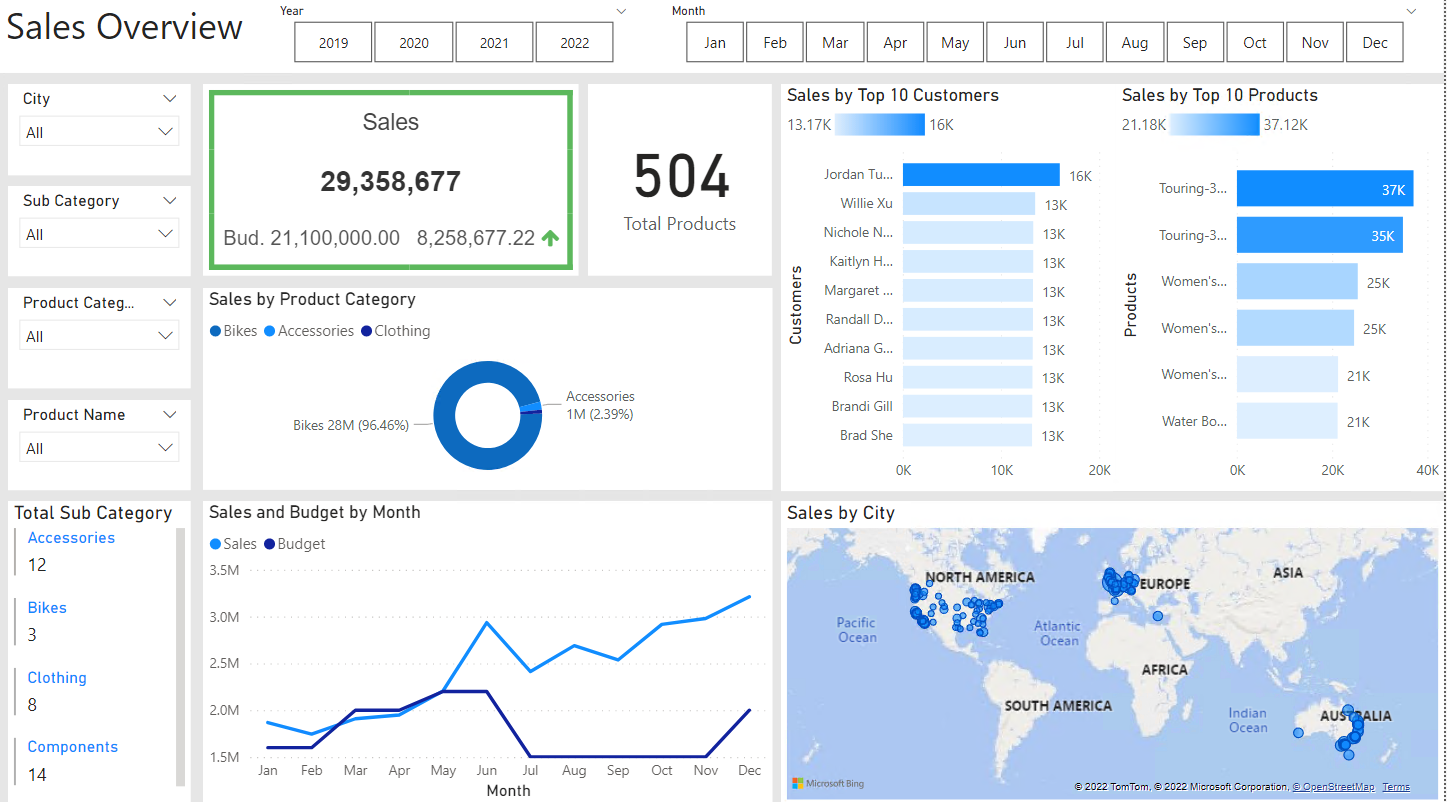 Sales Overview
Year
2019 2020 2021 2022
Month
Jan Feb Mar Apr May Jun Jul Aug Sep Oct Nov Dec
City
All
Sub Category
All
Product Categ...
All
Product Name
All
Sales
29,358,677
Bud. 21,100,000.00 8,258,677.22
504
Total Products
Sales by Product Category
Bikes Accessories Clothing
Accessories
1M (2.39%)
Bikes 28M (96.46%)
Sales by Top 10 Customers
13.17K 16K
Customers
Jordan Tu... 16K
Willie Xu 13K
Nichole N... 13K
Kaitlyn H... 13K
Margaret ... 13K
Randall D... 13K
Adriana G... 13K
Rosa Hu 13K
Brandi Gill 13K
Brad She 13K
0K 10K 20K
Sales by Top 10 Products
21.18K 37.12K
Products
Touring-3... 37K
Touring-3... 35K
Women's... 25K
Women's... 25K
Women's... 21K
Water Bo... 21K
0K 20K 40K
Total Sub Category
Accessories
12
Bikes
3
Clothing
8
Components
14
Sales and Budget by Month
Sales Budget
3.5M
3.0M
2.5M
2.0M
1.5M
Jan Feb Mar Apr May Jun Jul Aug Sep Oct Nov Dec
Month
Sales by City
NORTH AMERICA
EUROPE
ASIA
Pacific
Ocean
Atlantic
Ocean
AFRICA
SOUTH AMERICA
Indian
Ocean
AUSTRALIA
Microsoft Bing
© 2022 TomTom, © 2022 Microsoft Corporation, © OpenStreetMap Terms